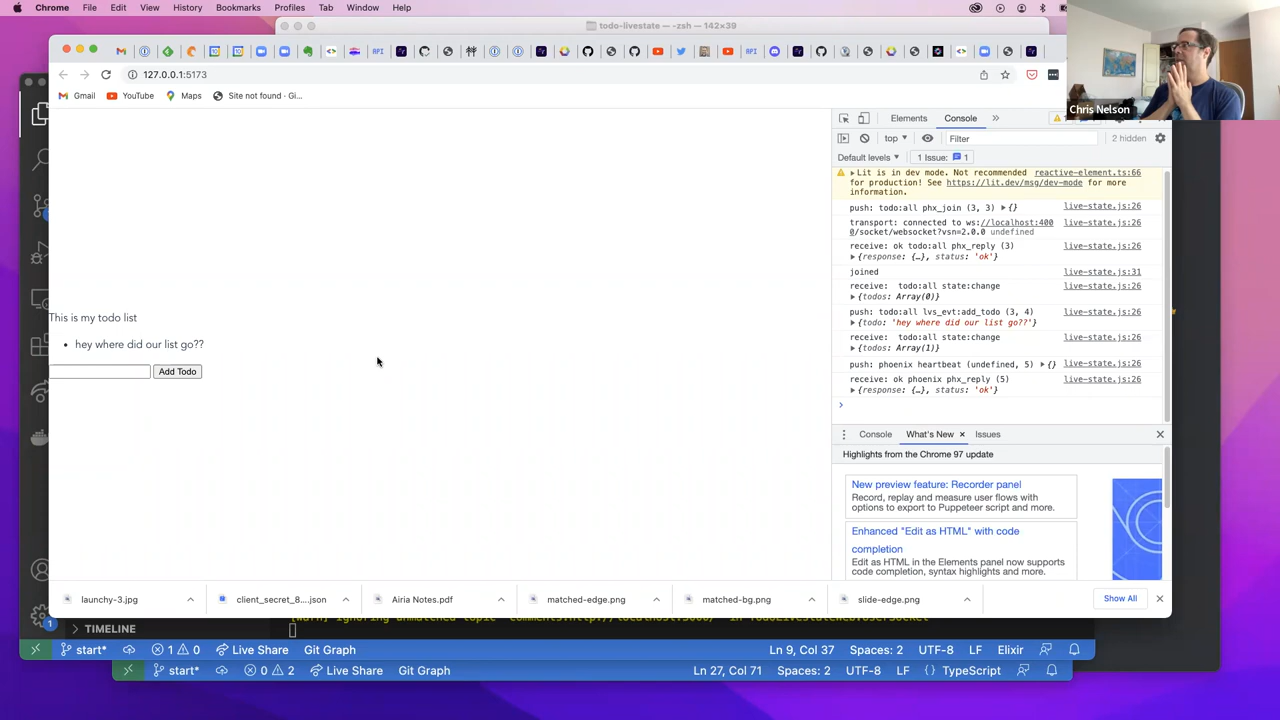 Chrome File Edit View History Bookmarks Profiles Tab Window Help
todo-livestate — -zsh — 142×39
127.0.0.1:5173
Gmail YouTube Maps Site not found · Gi...
Chris Nelson
Elements Console
top Filter 2 hidden
Default levels 1 Issue: 1
Lit is in dev mode. Not recommended reactive-element.ts:66
for production! See https://lit.dev/msg/dev-mode for more
information.
push: todo:all phx_join (3, 3) {} live-state.js:26
transport: connected to ws://localhost:400 live-state.js:26
0/socket/websocket?vsn=2.0.0 undefined
receive: ok todo:all phx_reply (3) live-state.js:26
{response: {…}, status: 'ok'}
joined live-state.js:31
receive: todo:all state:change live-state.js:26
{todos: Array(0)}
push: todo:all lvs_evt:add_todo (3, 4) live-state.js:26
{todo: 'hey where did our list go??'}
receive: todo:all state:change live-state.js:26
{todos: Array(1)}
push: phoenix heartbeat (undefined, 5) {} live-state.js:26
receive: ok phoenix phx_reply (5) live-state.js:26
{response: {…}, status: 'ok'}
This is my todo list
hey where did our list go??
Add Todo
Console What's New Issues
Highlights from the Chrome 97 update
New preview feature: Recorder panel
Record, replay and measure user flows with
options to export to Puppeteer script and more.
Enhanced "Edit as HTML" with code
completion
Edit as HTML in the Elements panel now supports
code completion, syntax highlights and more.
launchy-3.jpg client_secret_8....json Airia Notes.pdf matched-edge.png matched-bg.png slide-edge.png Show All
1 TIMELINE
start* 1 0 Live Share Git Graph Ln 9, Col 37 Spaces: 2 UTF-8 LF Elixir
start* 0 2 Live Share Git Graph Ln 27, Col 71 Spaces: 2 UTF-8 LF {} TypeScript